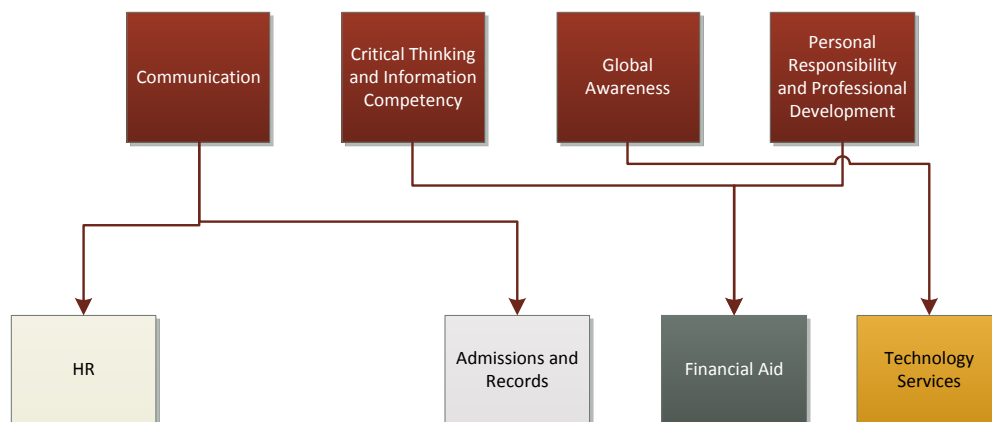 Communication
Critical Thinking
and Information
Competency
Global
Awareness
Personal
Responsibility
and Professional
Development
HR
Admissions and
Records
Financial Aid
Technology
Services